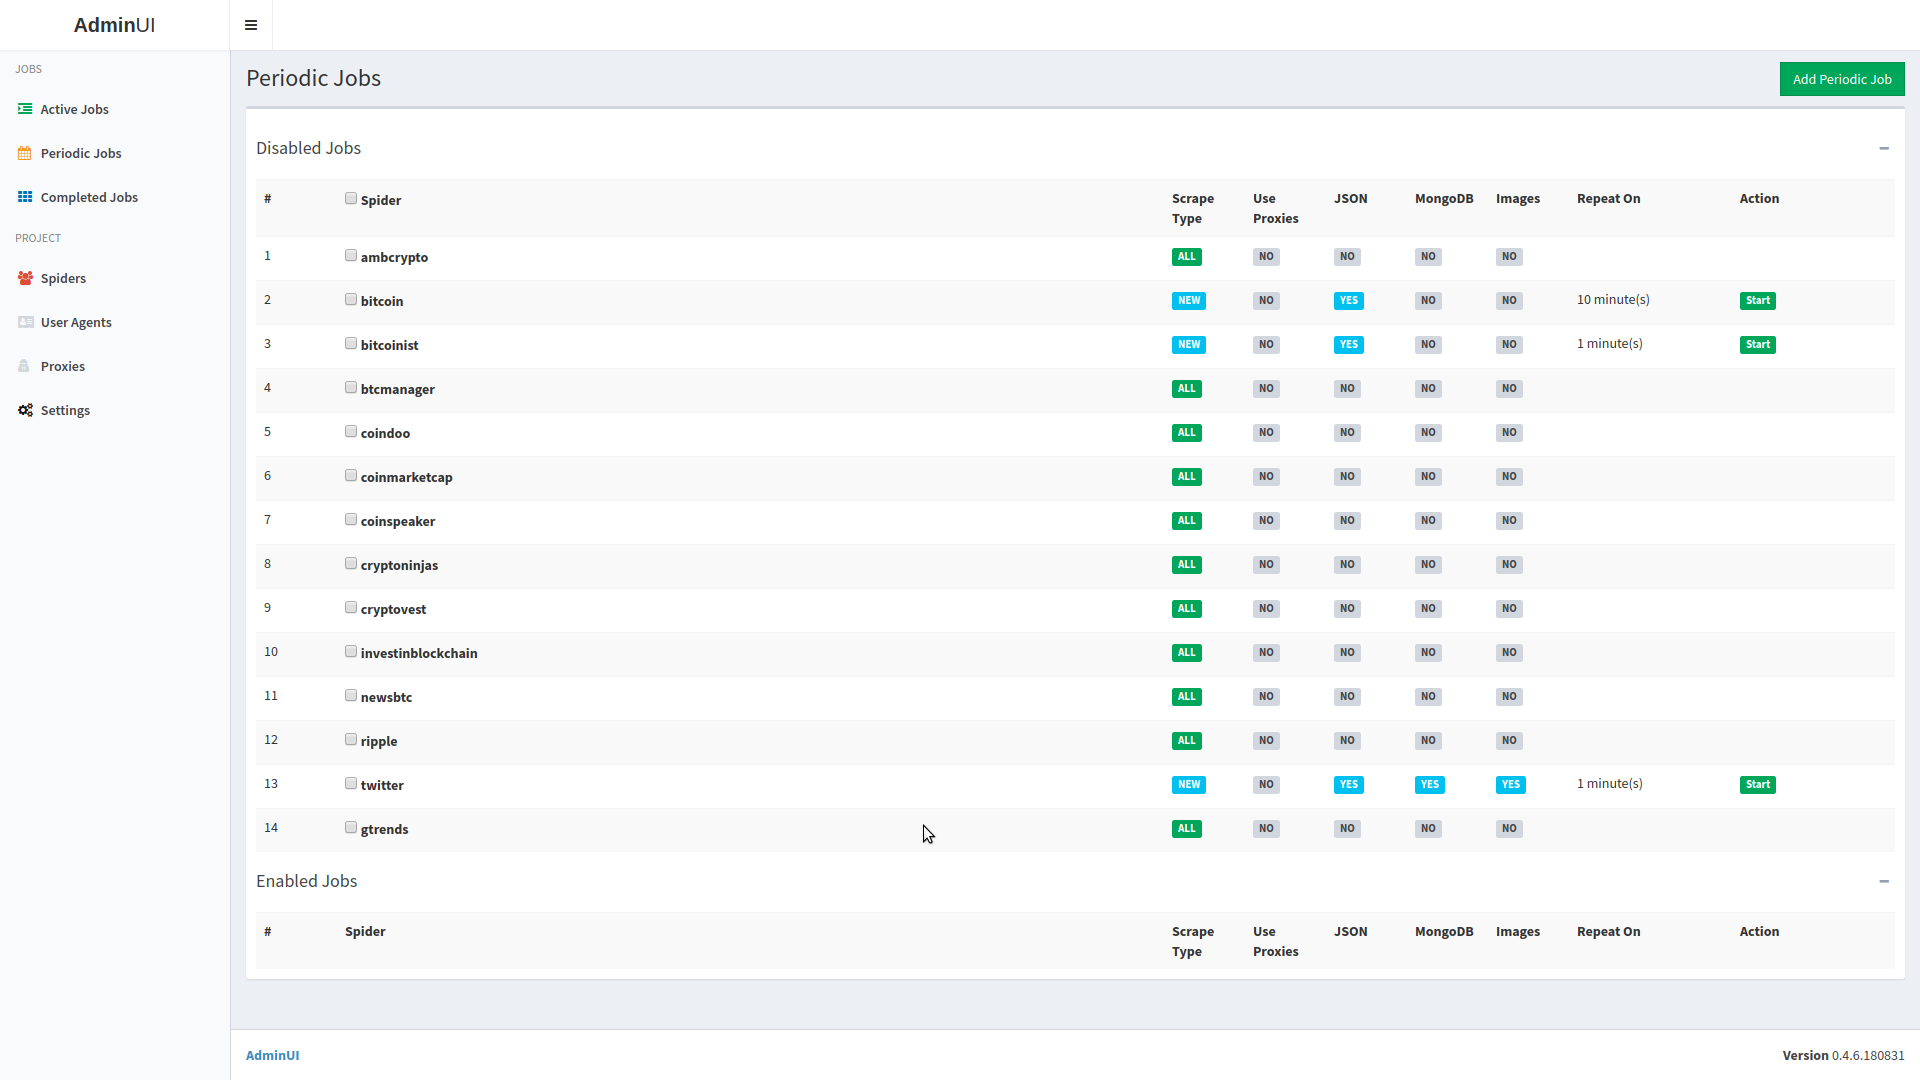 AdminUI
JOBS
Active Jobs
Periodic Jobs
Completed Jobs
PROJECT
Spiders
User Agents
Proxies
Settings
Periodic Jobs
Add Periodic Job
Disabled Jobs
# Spider Scrape Type Use Proxies JSON MongoDB Images Repeat On Action
1 ambcrypto ALL NO NO NO NO
2 bitcoin NEW NO YES NO NO 10 minute(s) Start
3 bitcoinist NEW NO YES NO NO 1 minute(s) Start
4 btcmanager ALL NO NO NO NO
5 coindoo ALL NO NO NO NO
6 coinmarketcap ALL NO NO NO NO
7 coinspeaker ALL NO NO NO NO
8 cryptoninjas ALL NO NO NO NO
9 cryptovest ALL NO NO NO NO
10 investinblockchain ALL NO NO NO NO
11 newsbtc ALL NO NO NO NO
12 ripple ALL NO NO NO NO
13 twitter NEW NO YES YES YES 1 minute(s) Start
14 gtrends ALL NO NO NO NO
Enabled Jobs
# Spider Scrape Type Use Proxies JSON MongoDB Images Repeat On Action
AdminUI
Version 0.4.6.180831